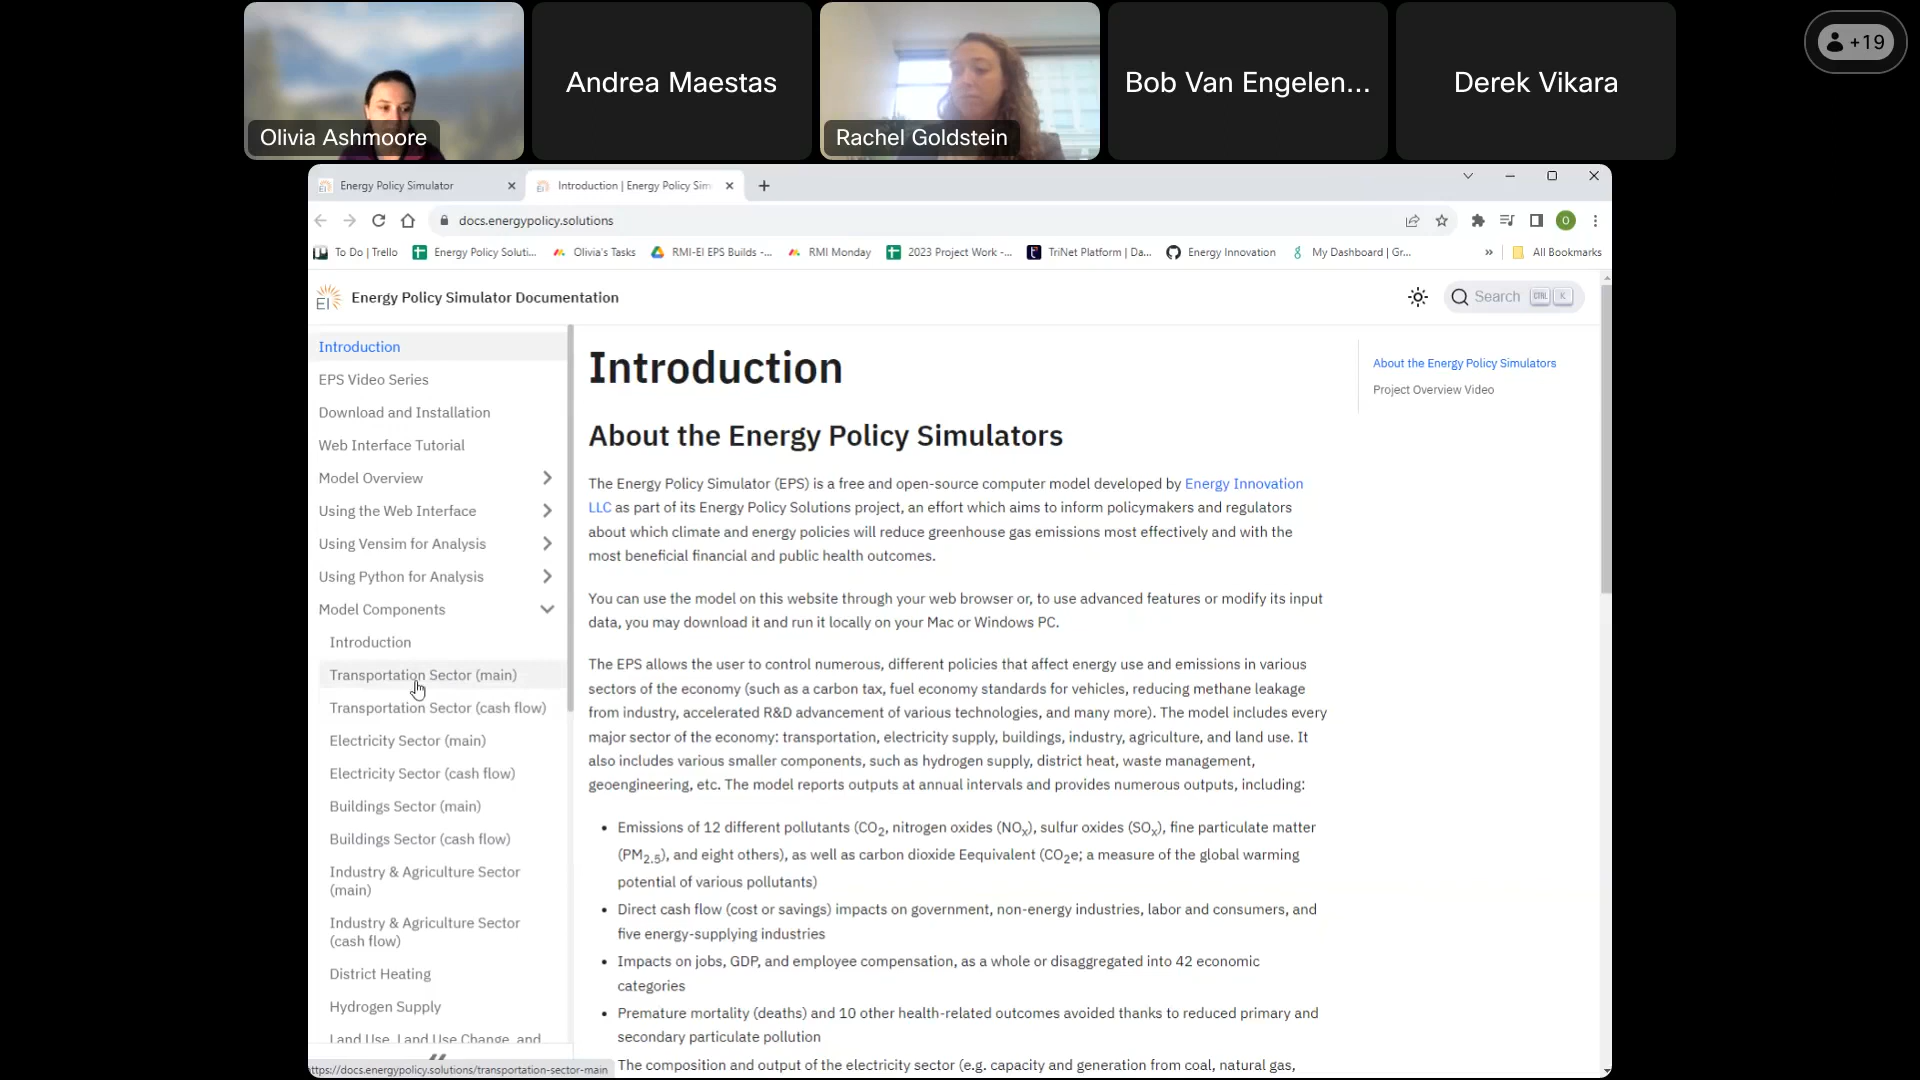 Olivia Ashmoore
Andrea Maestas
Rachel Goldstein
Bob Van Engelen...
Derek Vikara
+19
Energy Policy Simulator
Introduction | Energy Policy Sim
docs.energypolicy.solutions
O
To Do | Trello
Energy Policy Soluti...
Olivia's Tasks
RMI-EI EPS Builds -...
RMI Monday
2023 Project Work -...
TriNet Platform | Da...
Energy Innovation
My Dashboard | Gr...
»
All Bookmarks
EI
Energy Policy Simulator Documentation
Search CTRL K
Introduction
EPS Video Series
Download and Installation
Web Interface Tutorial
Model Overview
Using the Web Interface
Using Vensim for Analysis
Using Python for Analysis
Model Components
Introduction
Transportation Sector (main)
Transportation Sector (cash flow)
Electricity Sector (main)
Electricity Sector (cash flow)
Buildings Sector (main)
Buildings Sector (cash flow)
Industry & Agriculture Sector
(main)
Industry & Agriculture Sector
(cash flow)
District Heating
Hydrogen Supply
Land Use, Land Use Change, and
https://docs.energypolicy.solutions/transportation-sector-main
Introduction
About the Energy Policy Simulators
The Energy Policy Simulator (EPS) is a free and open-source computer model developed by Energy Innovation
LLC as part of its Energy Policy Solutions project, an effort which aims to inform policymakers and regulators
about which climate and energy policies will reduce greenhouse gas emissions most effectively and with the
most beneficial financial and public health outcomes.
You can use the model on this website through your web browser or, to use advanced features or modify its input
data, you may download it and run it locally on your Mac or Windows PC.
The EPS allows the user to control numerous, different policies that affect energy use and emissions in various
sectors of the economy (such as a carbon tax, fuel economy standards for vehicles, reducing methane leakage
from industry, accelerated R&D advancement of various technologies, and many more). The model includes every
major sector of the economy: transportation, electricity supply, buildings, industry, agriculture, and land use. It
also includes various smaller components, such as hydrogen supply, district heat, waste management,
geoengineering, etc. The model reports outputs at annual intervals and provides numerous outputs, including:
• Emissions of 12 different pollutants (CO2, nitrogen oxides (NOx), sulfur oxides (SOx), fine particulate matter
(PM2.5), and eight others), as well as carbon dioxide Eequivalent (CO2e; a measure of the global warming
potential of various pollutants)
• Direct cash flow (cost or savings) impacts on government, non-energy industries, labor and consumers, and
five energy-supplying industries
• Impacts on jobs, GDP, and employee compensation, as a whole or disaggregated into 42 economic
categories
• Premature mortality (deaths) and 10 other health-related outcomes avoided thanks to reduced primary and
secondary particulate pollution
The composition and output of the electricity sector (e.g. capacity and generation from coal, natural gas,
About the Energy Policy Simulators
Project Overview Video